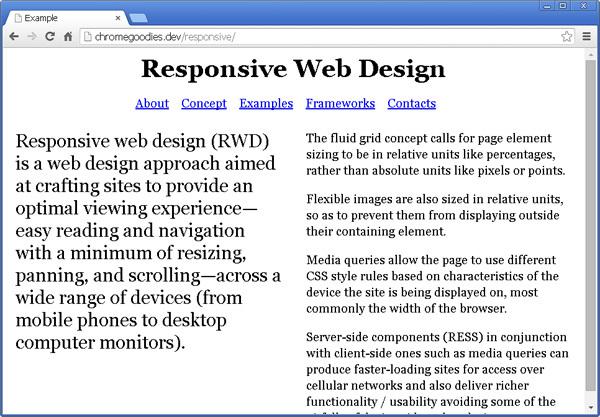 Example
chromegoodies.dev/responsive/
Responsive Web Design
About Concept Examples Frameworks Contacts
Responsive web design (RWD)
is a web design approach aimed
at crafting sites to provide an
optimal viewing experience—
easy reading and navigation
with a minimum of resizing,
panning, and scrolling—across a
wide range of devices (from
mobile phones to desktop
computer monitors).
The fluid grid concept calls for page element
sizing to be in relative units like percentages,
rather than absolute units like pixels or points.
Flexible images are also sized in relative units,
so as to prevent them from displaying outside
their containing element.
Media queries allow the page to use different
CSS style rules based on characteristics of the
device the site is being displayed on, most
commonly the width of the browser.
Server-side components (RESS) in conjunction
with client-side ones such as media queries can
produce faster-loading sites for access over
cellular networks and also deliver richer
functionality / usability avoiding some of the